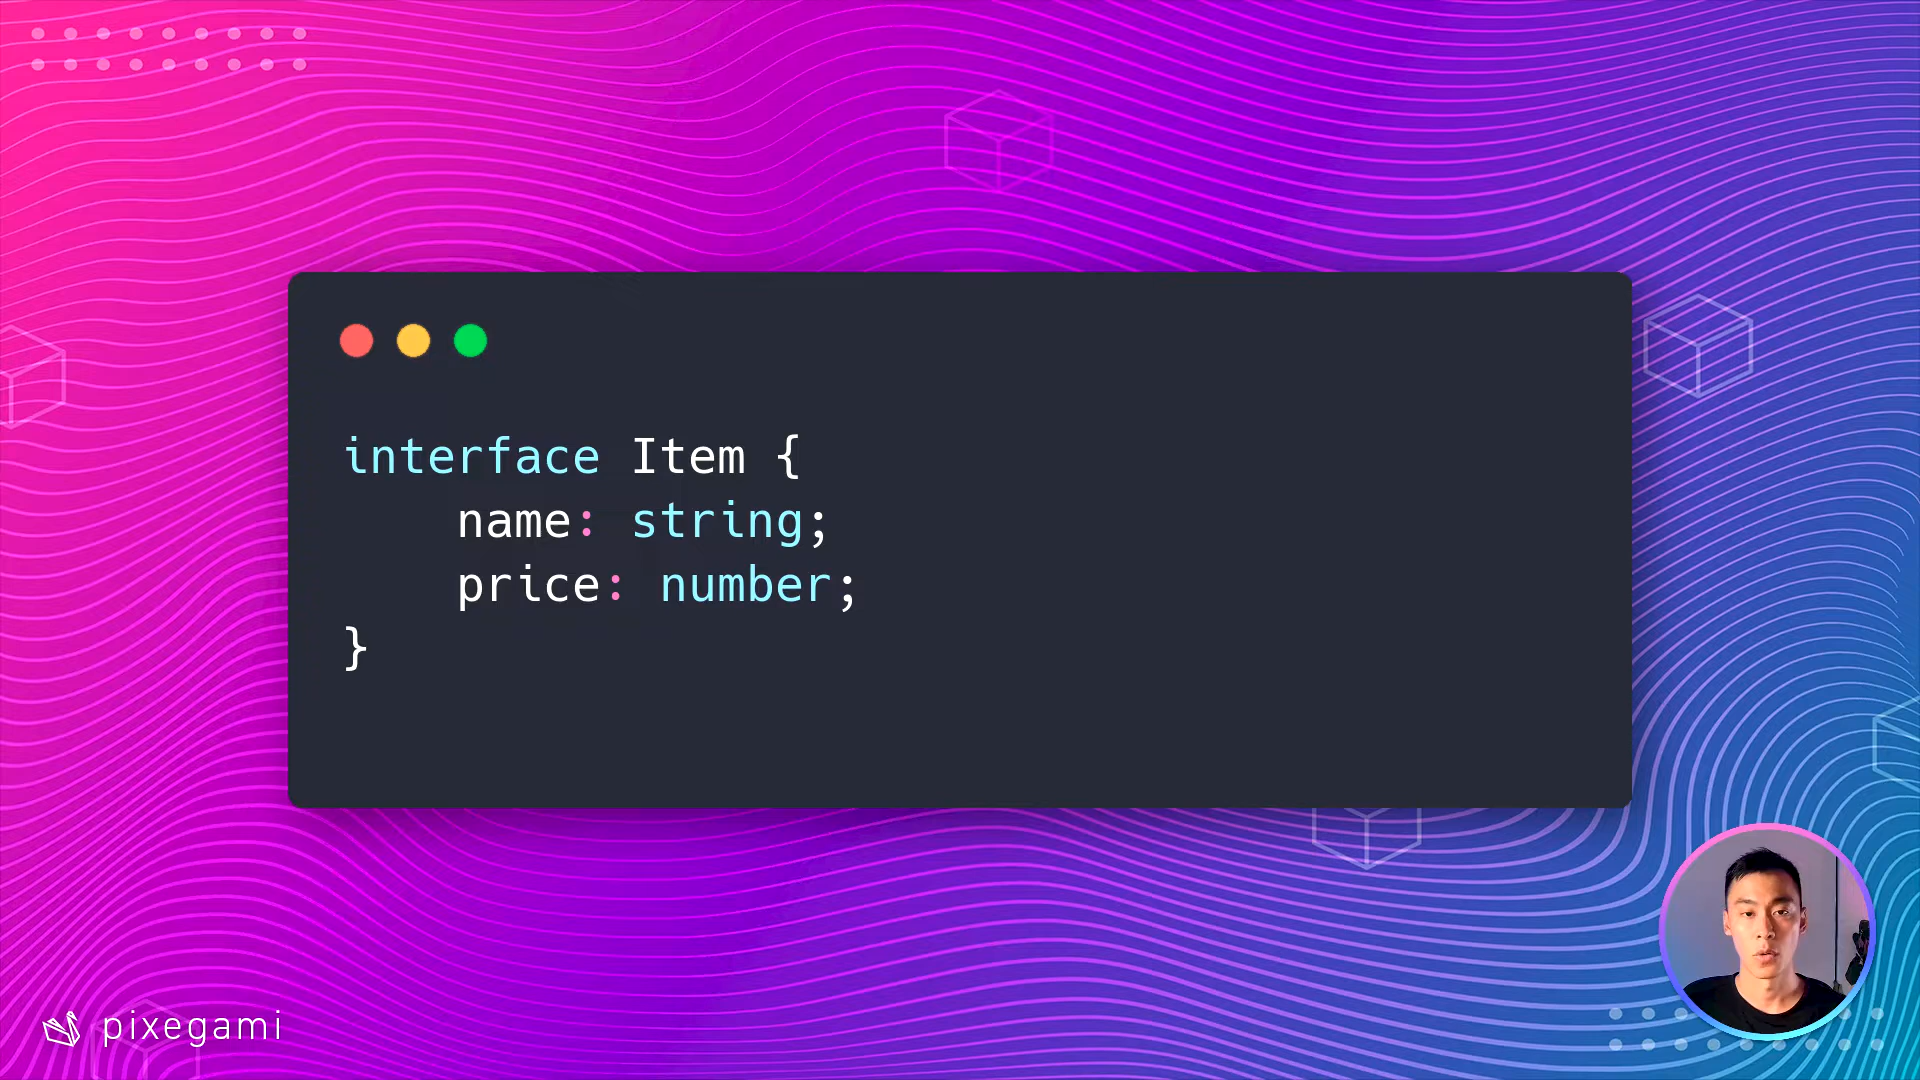 interface Item {
    name: string;
    price: number;
}
pixegami